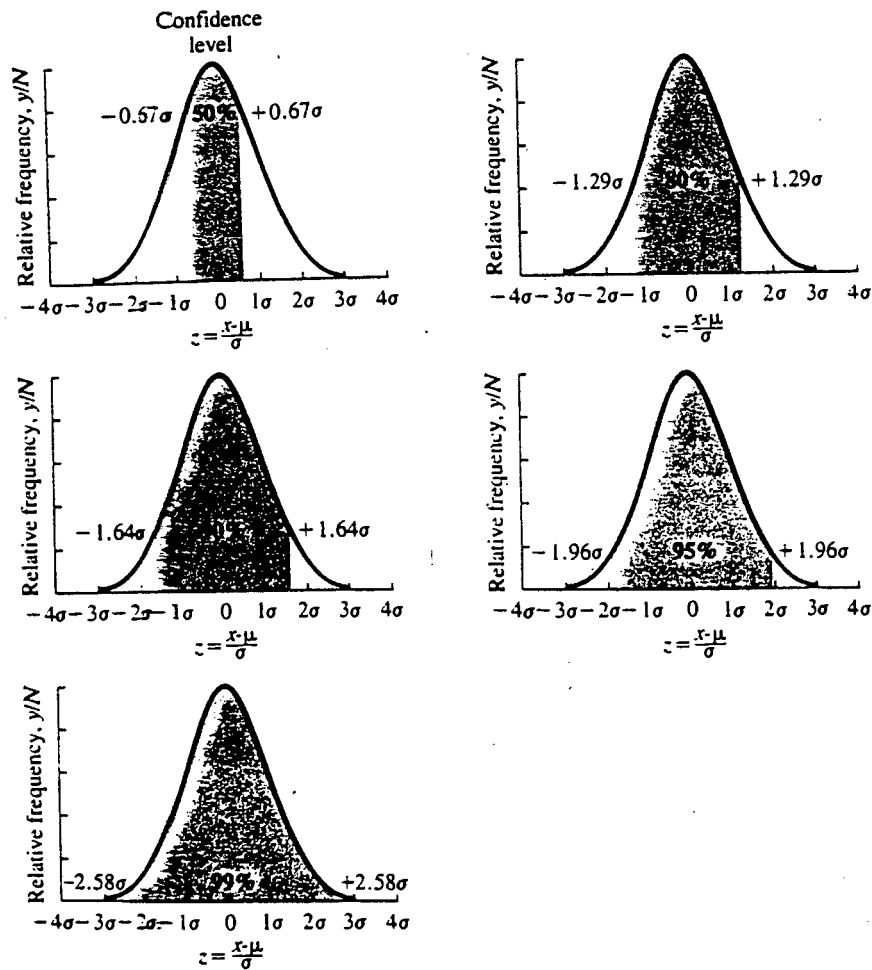 Confidence
level
Relative frequency, y/N
−0.67σ 50% +0.67σ
−4σ −3σ −2σ −1σ 0 1σ 2σ 3σ 4σ
z = x-μ/σ
Relative frequency, y/N
−1.29σ 80% +1.29σ
−4σ −3σ −2σ −1σ 0 1σ 2σ 3σ 4σ
z = x-μ/σ
Relative frequency, y/N
−1.64σ +1.64σ
−4σ −3σ −2σ −1σ 0 1σ 2σ 3σ 4σ
z = x-μ/σ
Relative frequency, y/N
−1.96σ 95% +1.96σ
−4σ −3σ −2σ −1σ 0 1σ 2σ 3σ 4σ
z = x-μ/σ
Relative frequency, y/N
−2.58σ 99% +2.58σ
−4σ −3σ −2σ −1σ 0 1σ 2σ 3σ 4σ
z = x-μ/σ